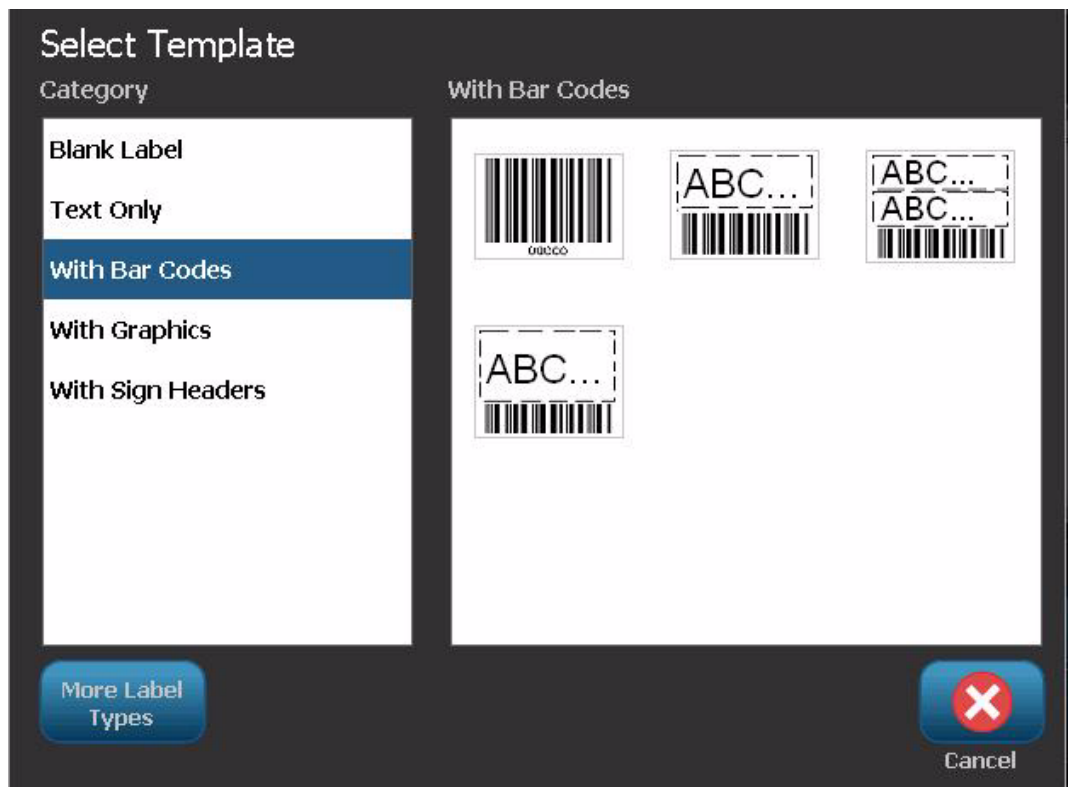 Select Template
Category
With Bar Codes
Blank Label
Text Only
With Bar Codes
With Graphics
With Sign Headers
ABC...
ABC...
ABC...
ABC...
More Label
Types
Cancel